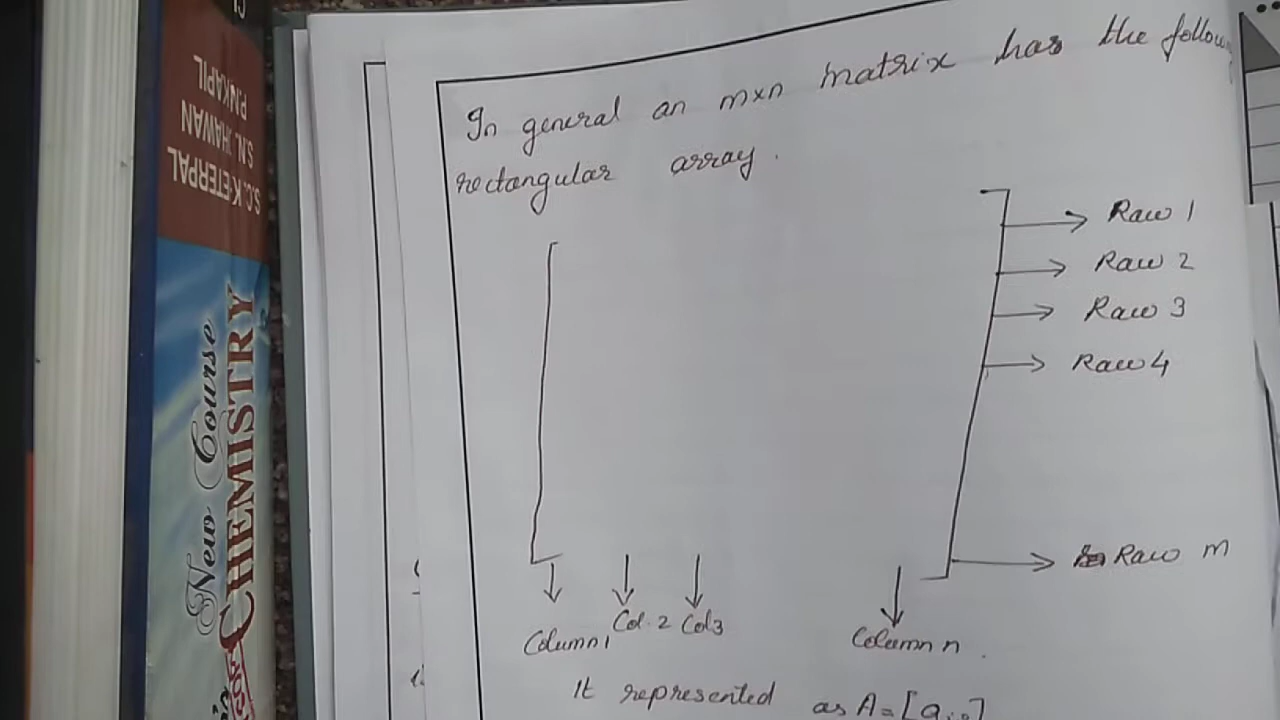 In general an m×n matrix has the
rectangular array.
Raw 1
Raw 2
Raw 3
Raw 4
Raw m
Column 1
Col. 2
Col 3
Column n.
It represented as A=[a
New Course
CHEMISTRY
S.C. KHETERPAL
S.N. DHAWAN
P.N. KAPIL